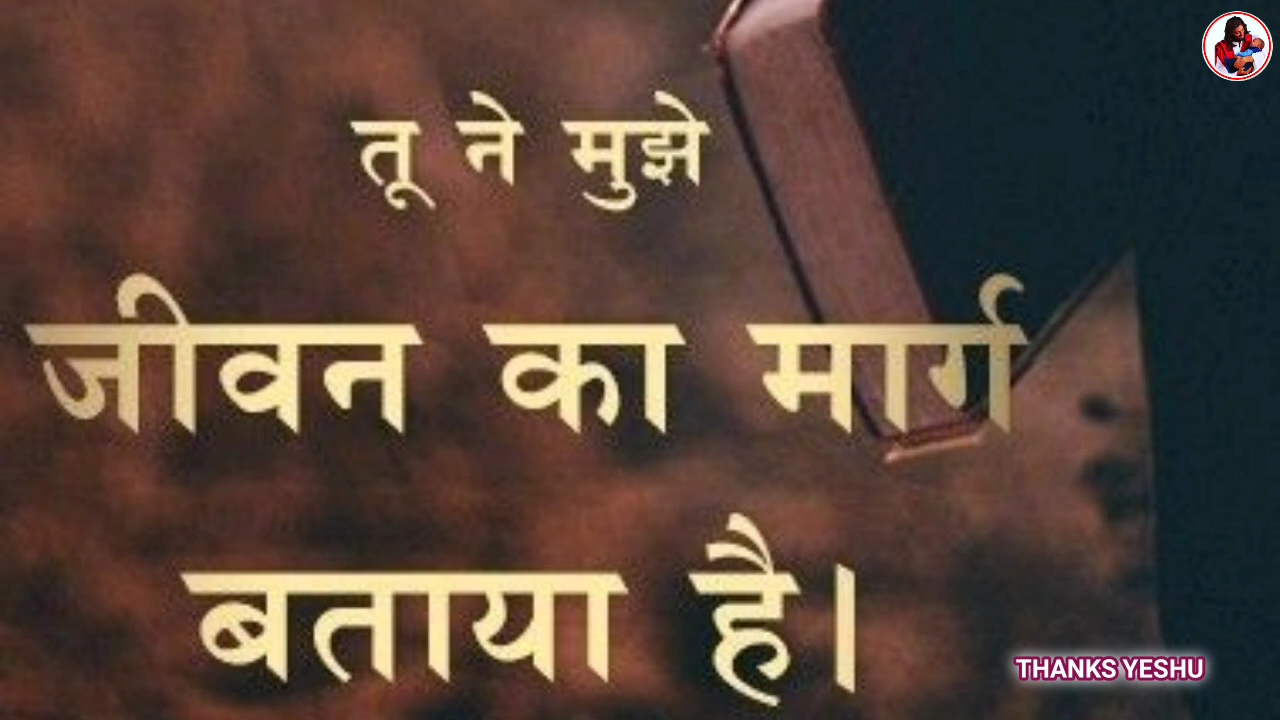 तू ने मुझे
जीवन का मार्ग
बताया है।
THANKS YESHU